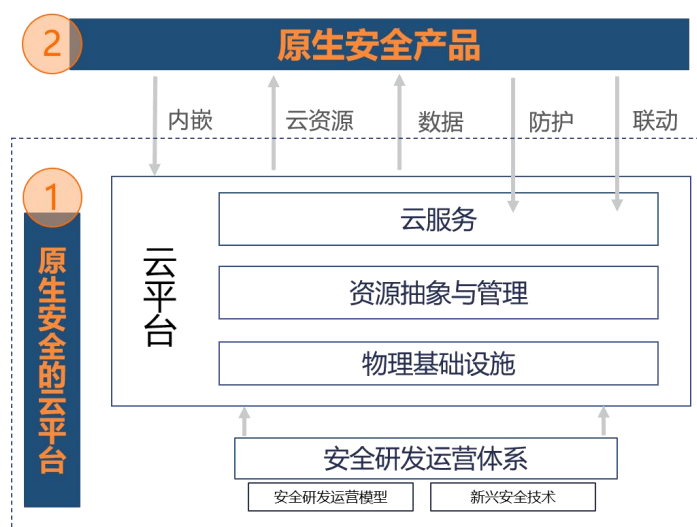 2
原生安全产品
内嵌
云资源
数据
防护
联动
1
原生安全的云平台
云平台
云服务
资源抽象与管理
物理基础设施
安全研发运营体系
安全研发运营模型
新兴安全技术